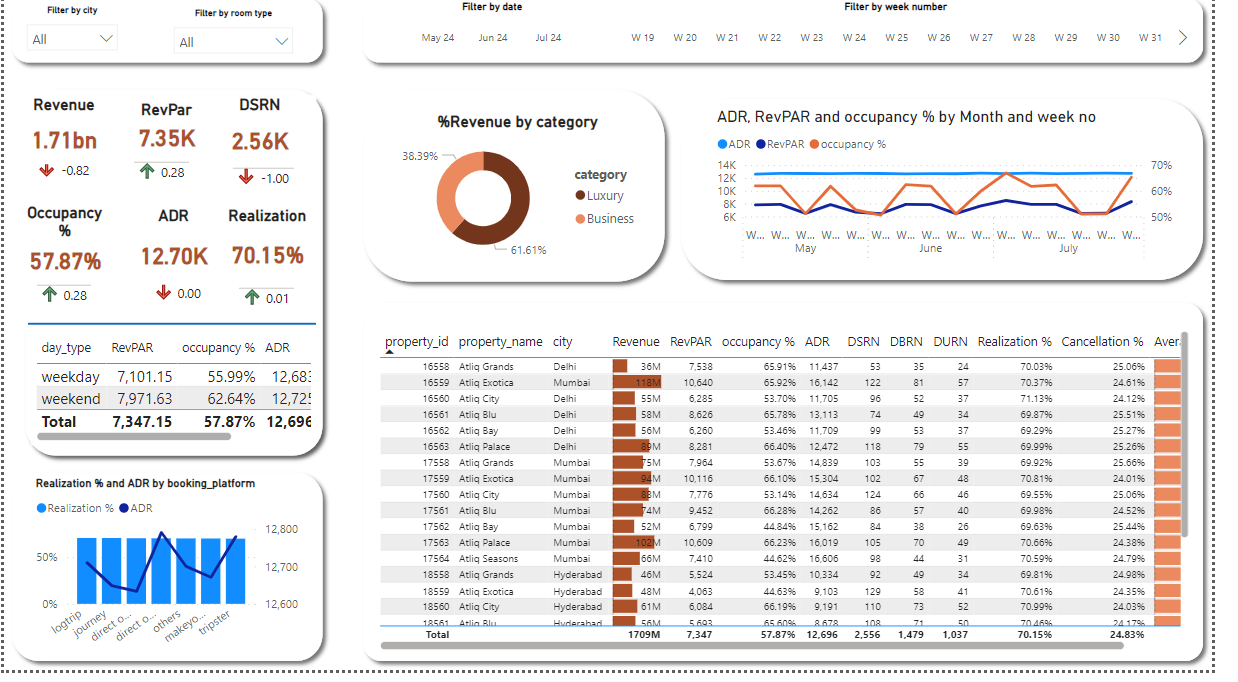 Filter by city
All
Filter by room type
All
Filter by date
May 24 Jun 24 Jul 24
Filter by week number
W 19 W 20 W 21 W 22 W 23 W 24 W 25 W 26 W 27 W 28 W 29 W 30 W 31
Revenue
1.71bn
-0.82
RevPar
7.35K
0.28
DSRN
2.56K
-1.00
Occupancy
%
57.87%
0.28
ADR
12.70K
0.00
Realization
70.15%
0.01
day_type RevPAR occupancy % ADR
weekday 7,101.15 55.99% 12,683
weekend 7,971.63 62.64% 12,725
Total 7,347.15 57.87% 12,696
Realization % and ADR by booking_platform
Realization % ADR
50%
0%
12,800
12,700
12,600
logtrip
journey
direct o...
direct o...
others
makeyo...
tripster
%Revenue by category
38.39%
61.61%
category
Luxury
Business
ADR, RevPAR and occupancy % by Month and week no
ADR RevPAR occupancy %
14K
12K
10K
8K
6K
70%
60%
50%
W... W... W... W... W... W... W... W... W... W... W... W... W... W... W... W...
May June July
property_id property_name city Revenue RevPAR occupancy % ADR DSRN DBRN DURN Realization % Cancellation % Aver
16558 Atliq Grands Delhi 36M 7,538 65.91% 11,437 53 35 24 70.03% 25.06%
16559 Atliq Exotica Mumbai 118M 10,640 65.92% 16,142 122 81 57 70.37% 24.61%
16560 Atliq City Delhi 55M 6,285 53.70% 11,705 96 52 37 71.13% 24.12%
16561 Atliq Blu Delhi 58M 8,626 65.78% 13,113 74 49 34 69.87% 25.51%
16562 Atliq Bay Delhi 56M 6,260 53.46% 11,709 99 53 37 69.29% 25.27%
16563 Atliq Palace Delhi 89M 8,281 66.40% 12,472 118 79 55 69.99% 25.26%
17558 Atliq Grands Mumbai 75M 7,964 53.67% 14,839 103 55 39 69.92% 25.66%
17559 Atliq Exotica Mumbai 94M 10,116 66.10% 15,304 102 67 48 70.81% 24.01%
17560 Atliq City Mumbai 88M 7,776 53.14% 14,634 124 66 46 69.55% 25.06%
17561 Atliq Blu Mumbai 74M 9,452 66.28% 14,262 86 57 40 69.98% 24.52%
17562 Atliq Bay Mumbai 52M 6,799 44.84% 15,162 84 38 26 69.63% 25.44%
17563 Atliq Palace Mumbai 102M 10,609 66.23% 16,019 105 70 49 70.66% 24.38%
17564 Atliq Seasons Mumbai 66M 7,410 44.62% 16,606 98 44 31 70.59% 24.79%
18558 Atliq Grands Hyderabad 46M 5,524 53.45% 10,334 92 49 34 69.81% 24.98%
18559 Atliq Exotica Hyderabad 48M 4,063 44.63% 9,103 129 58 41 70.61% 24.35%
18560 Atliq City Hyderabad 61M 6,084 66.19% 9,191 110 73 52 70.99% 24.03%
18561 Atliq Blu Hyderabad 56M 5,693 65.60% 8,678 108 71 50 70.46% 24.17%
Total 1709M 7,347 57.87% 12,696 2,556 1,479 1,037 70.15% 24.83%